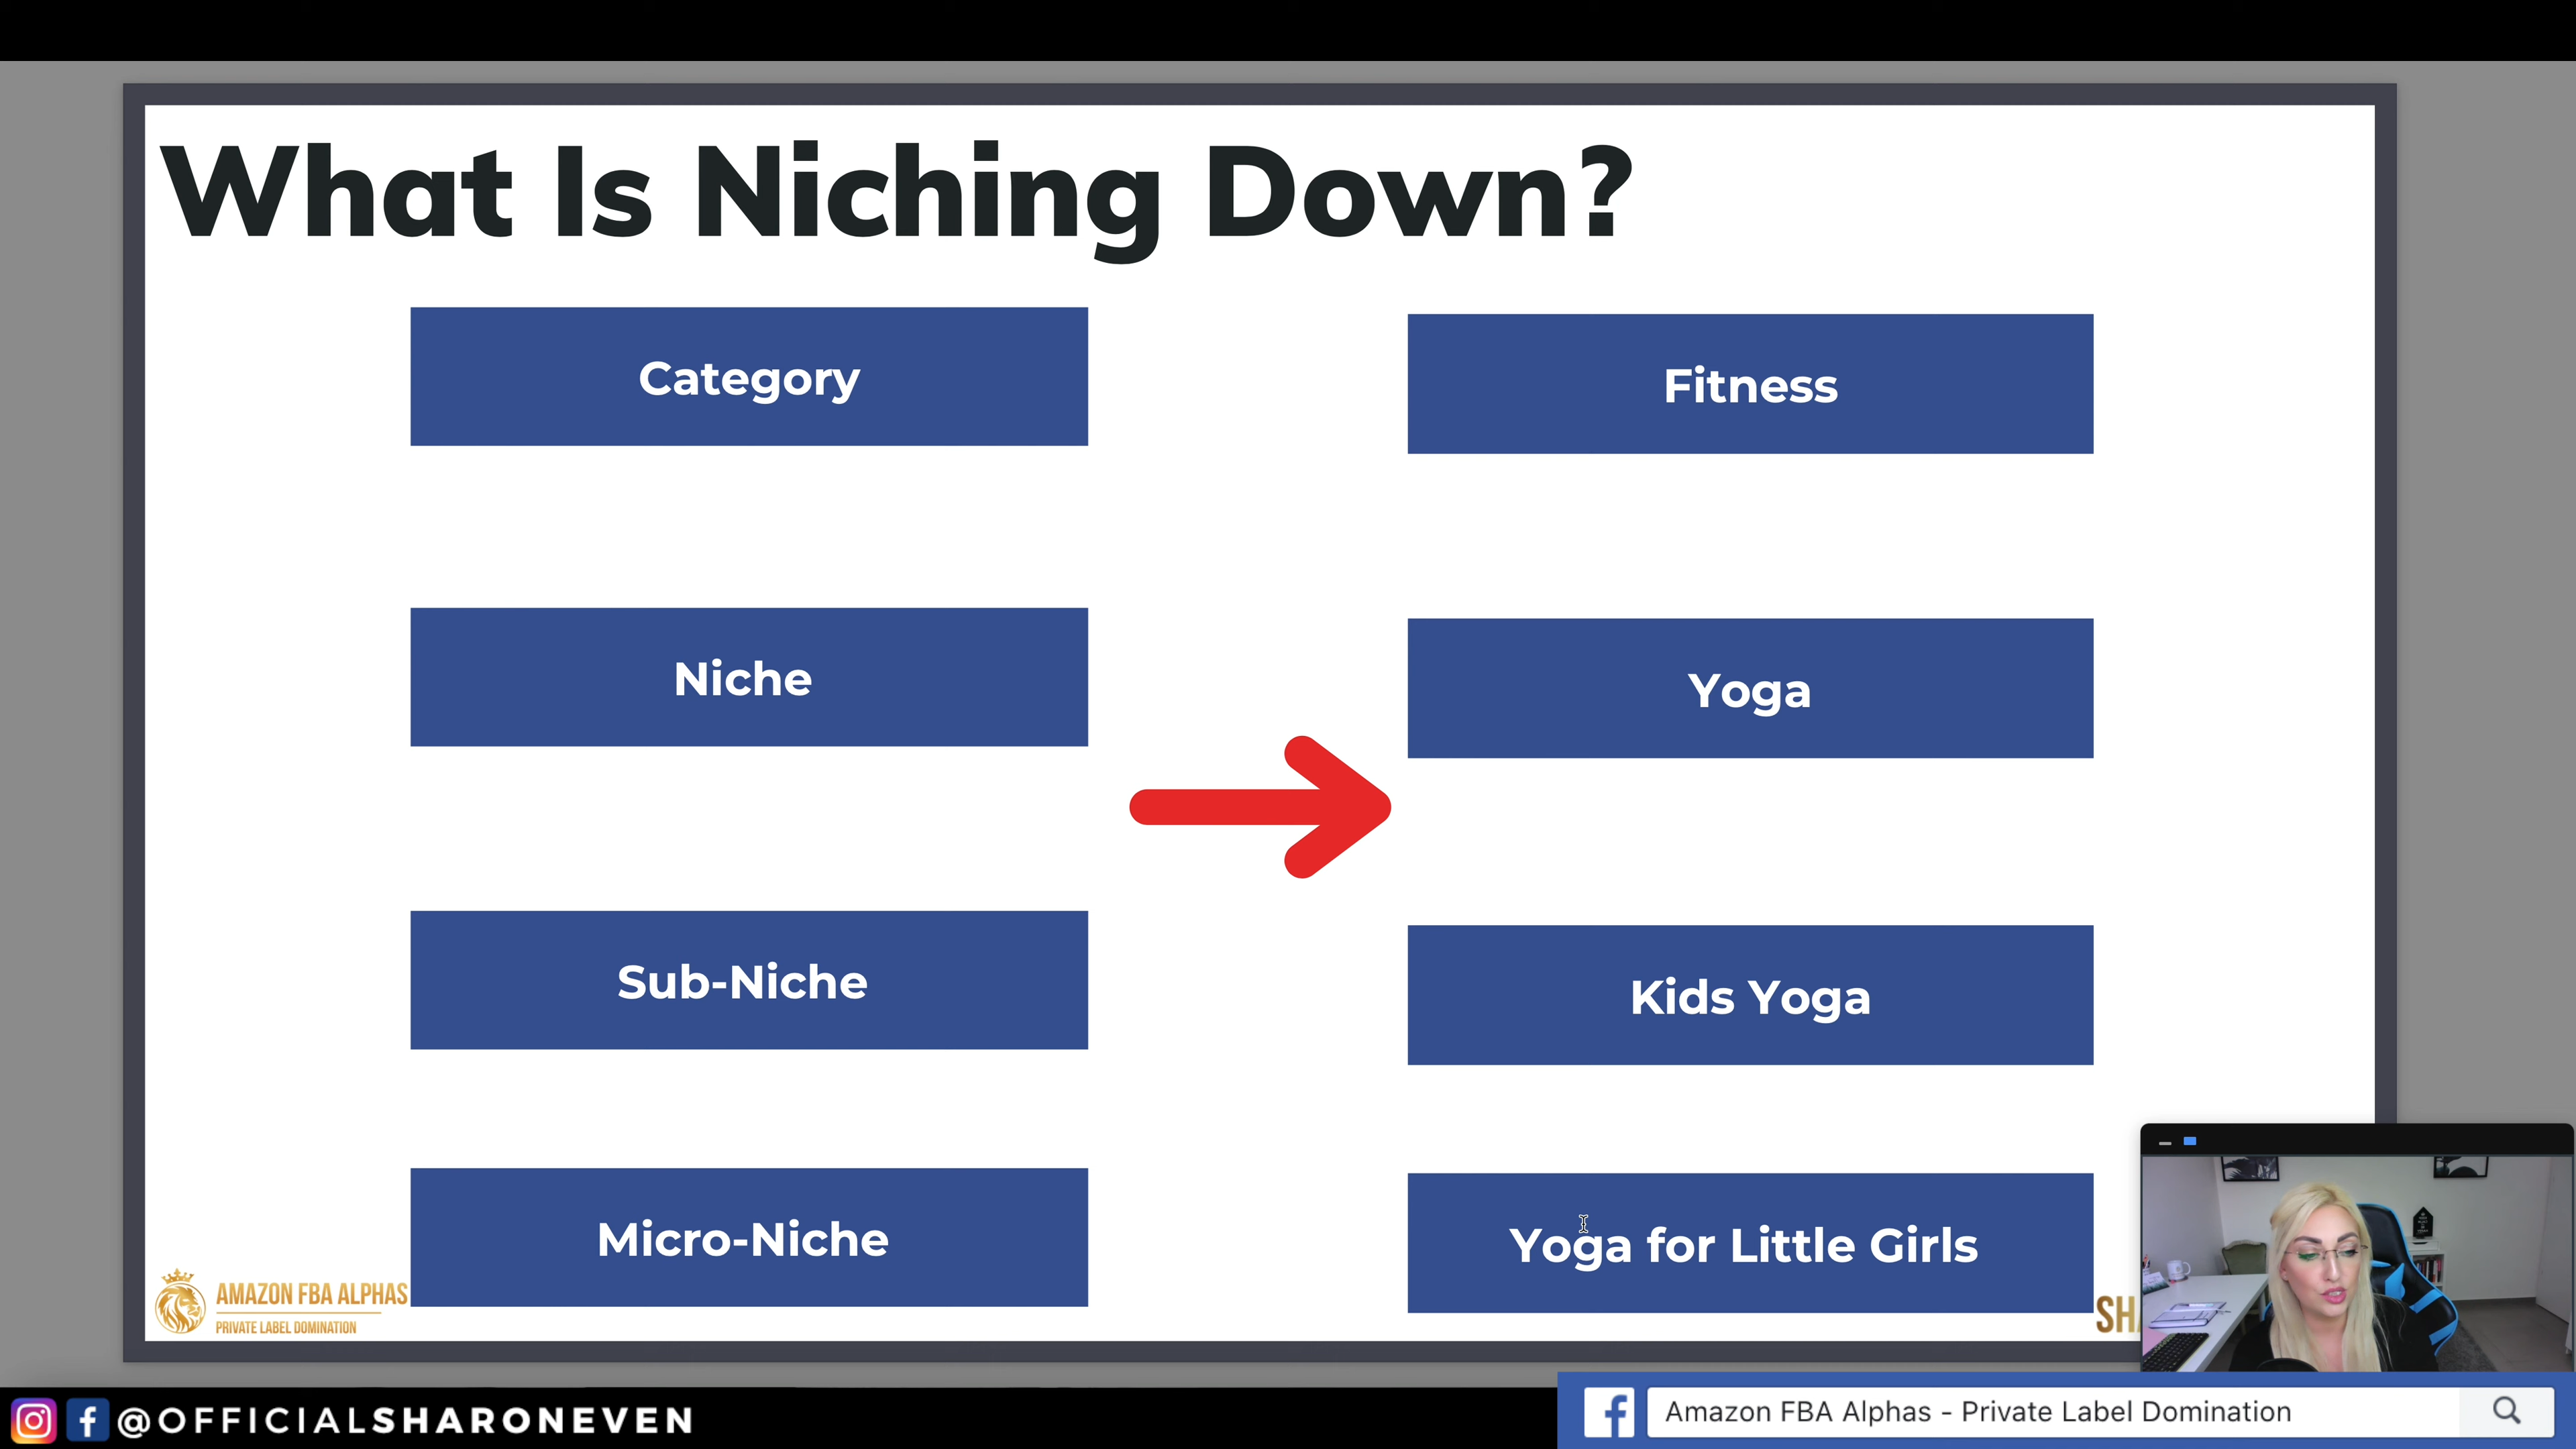 What Is Niching Down?
Category
Fitness
Niche
Yoga
Sub-Niche
Kids Yoga
Micro-Niche
Yoga for Little Girls
AMAZON FBA ALPHAS
PRIVATE LABEL DOMINATION
@OFFICIALSHARONEVEN
Amazon FBA Alphas - Private Label Domination